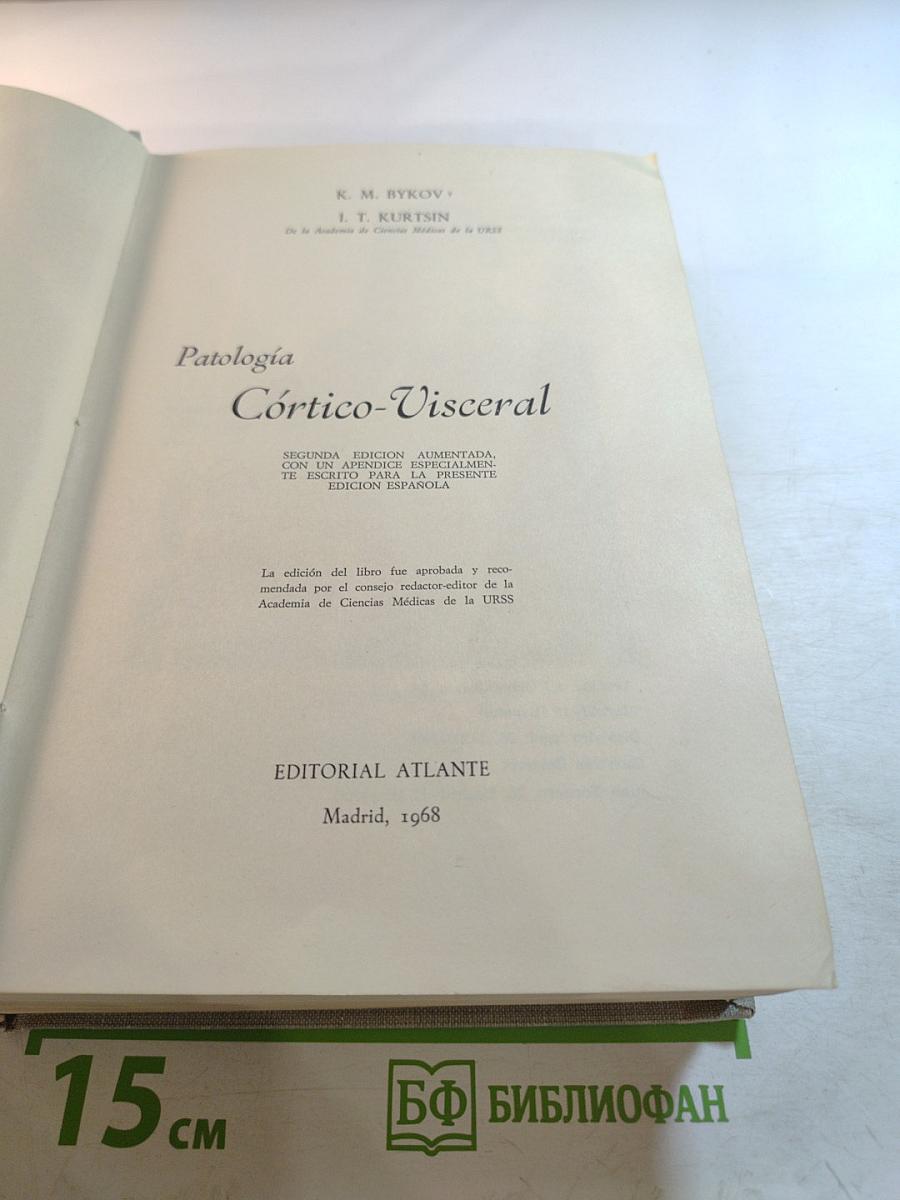 K. M. BYKOV y
I. T. KURTSIN
De la Academia de Ciencias Médicas de la URSS
Patología
Córtico-Visceral
SEGUNDA EDICION AUMENTADA,
CON UN APENDICE ESPECIALMEN-
TE ESCRITO PARA LA PRESENTE
EDICION ESPAÑOLA
La edición del libro fue aprobada y reco-
mendada por el consejo redactor-editor de la
Academia de Ciencias Médicas de la URSS
EDITORIAL ATLANTE
Madrid, 1968
15 см
БФ БИБЛИОФАН